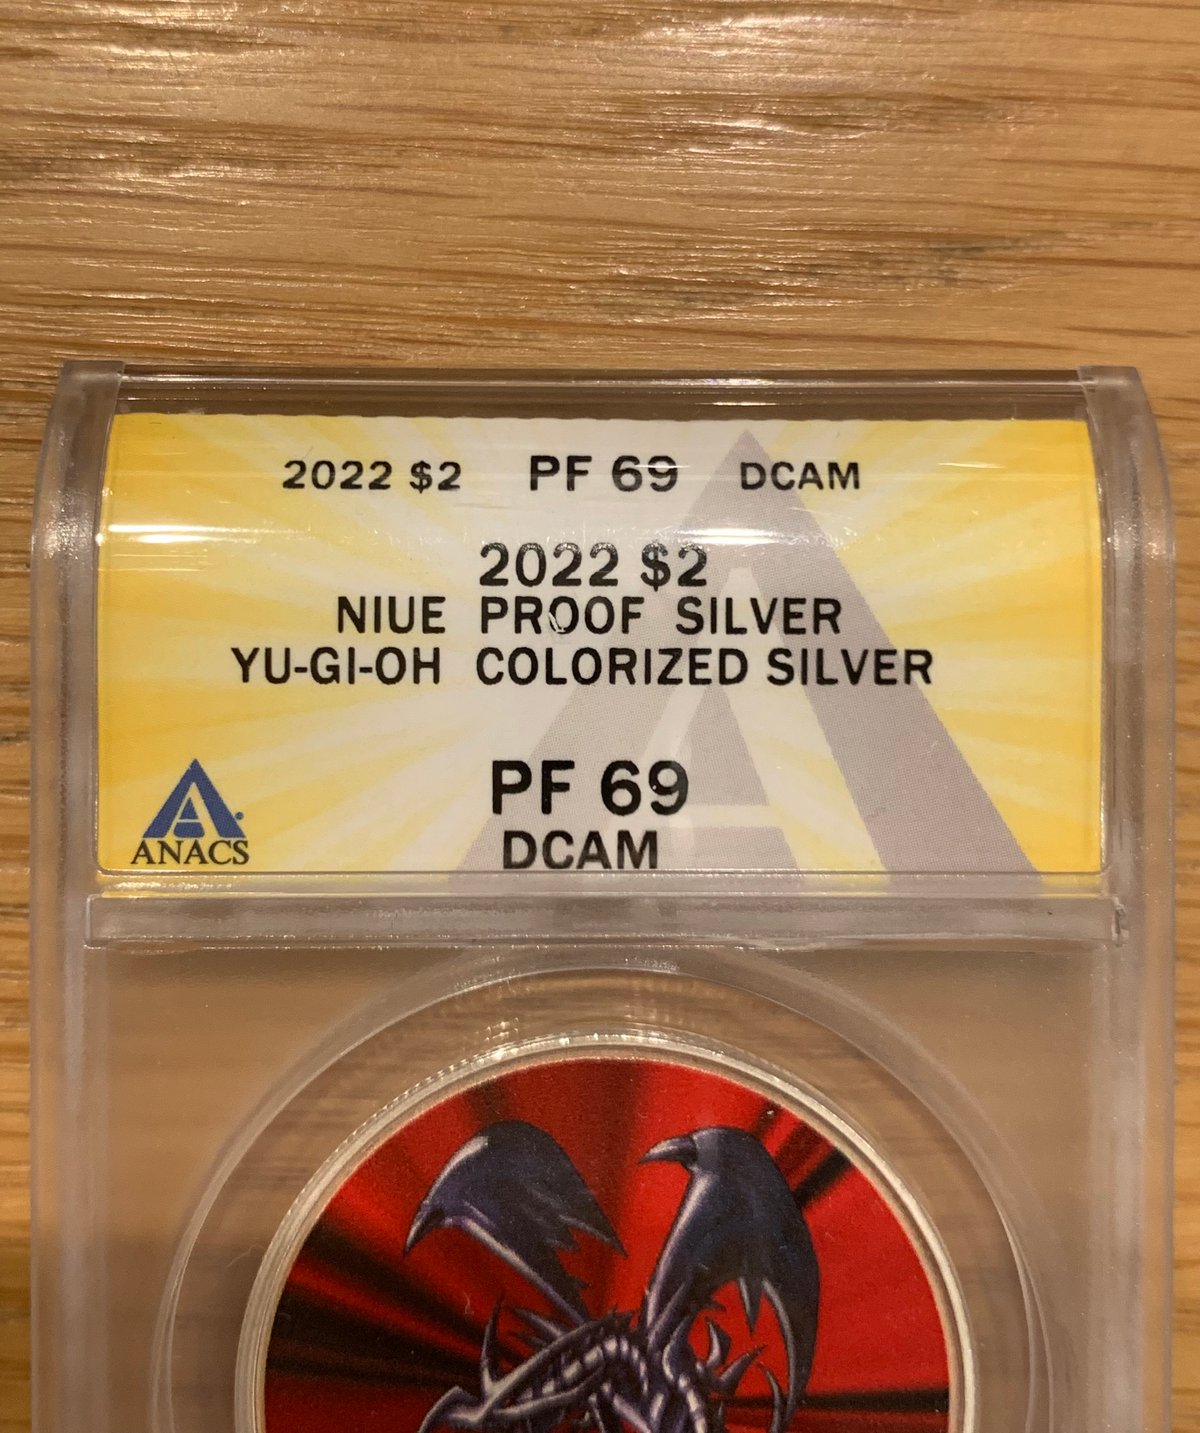 2022 $2 PF 69 DCAM
2022 $2
NIUE PROOF SILVER
YU-GI-OH COLORIZED SILVER
PF 69
DCAM
ANACS